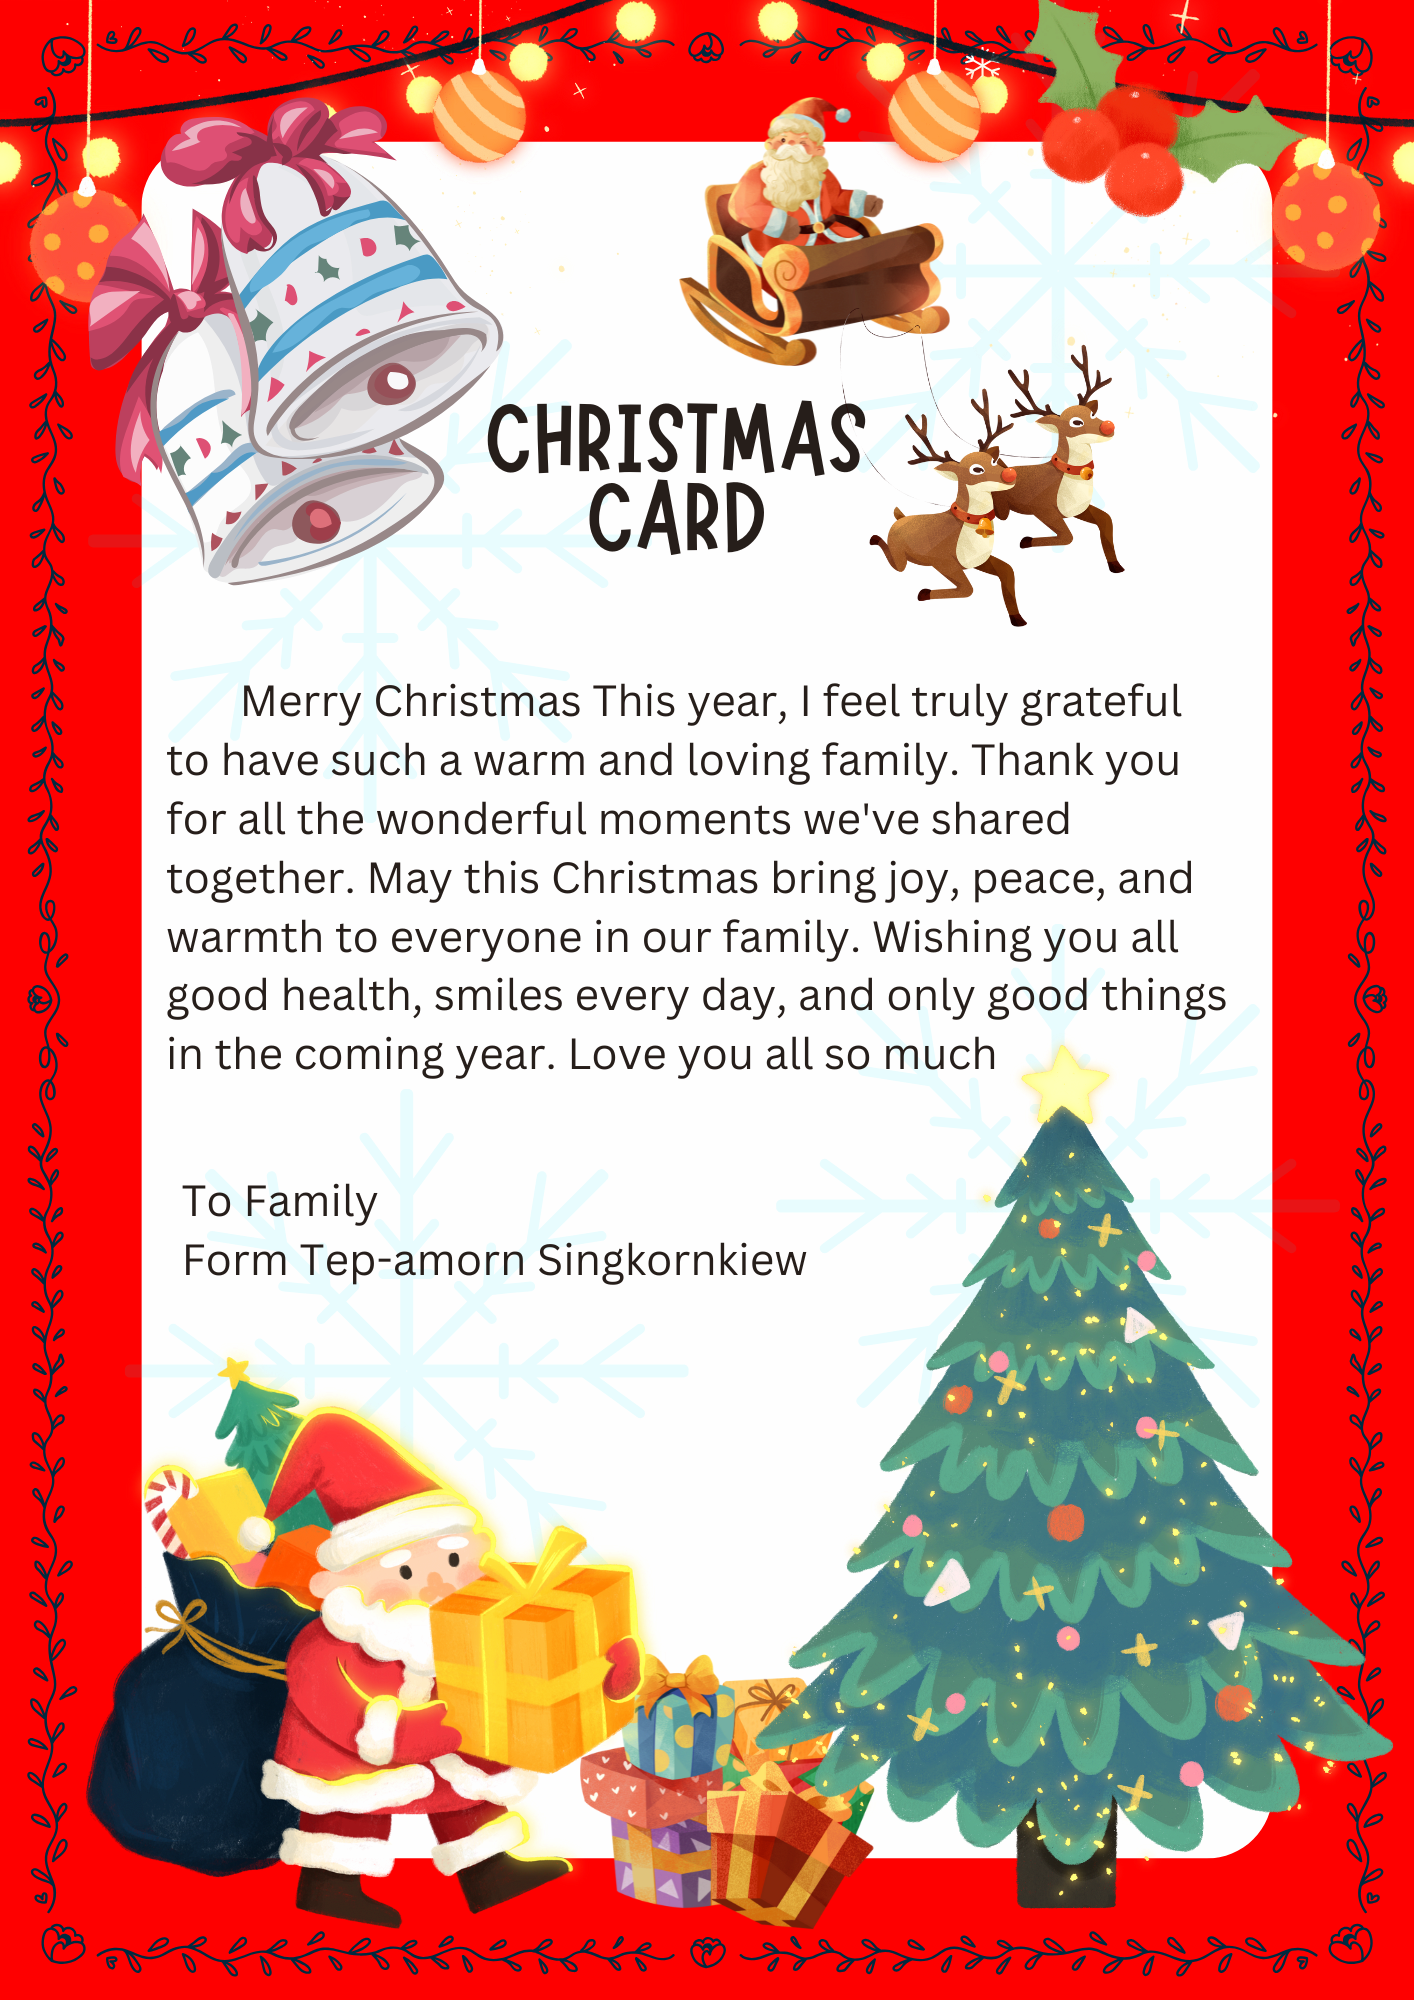 CHRISTMAS
CARD
Merry Christmas This year, I feel truly grateful
to have such a warm and loving family. Thank you
for all the wonderful moments we've shared
together. May this Christmas bring joy, peace, and
warmth to everyone in our family. Wishing you all
good health, smiles every day, and only good things
in the coming year. Love you all so much
To Family
Form Tep-amorn Singkornkiew